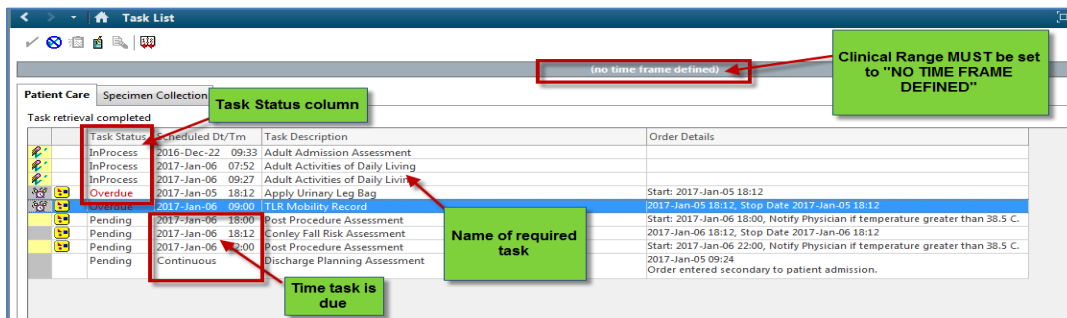 Task List
(no time frame defined)
Clinical Range MUST be set
to "NO TIME FRAME
DEFINED"
Patient Care Specimen Collection
Task Status column
Task retrieval completed
Task Status Scheduled Dt/Tm Task Description Order Details
InProcess 2016-Dec-22 09:33 Adult Admission Assessment
InProcess 2017-Jan-06 07:52 Adult Activities of Daily Living
InProcess 2017-Jan-06 09:27 Adult Activities of Daily Living
Overdue 2017-Jan-05 18:12 Apply Urinary Leg Bag Start: 2017-Jan-05 18:12
Overdue 2017-Jan-06 09:00 TLR Mobility Record 2017-Jan-05 18:12, Stop Date 2017-Jan-05 18:12
Pending 2017-Jan-06 18:00 Post Procedure Assessment Start: 2017-Jan-06 18:00, Notify Physician if temperature greater than 38.5 C.
Pending 2017-Jan-06 18:12 Conley Fall Risk Assessment 2017-Jan-06 18:12, Stop Date 2017-Jan-06 18:12
Pending 2017-Jan-06 22:00 Post Procedure Assessment Start: 2017-Jan-06 22:00, Notify Physician if temperature greater than 38.5 C.
Pending Continuous Discharge Planning Assessment 2017-Jan-05 09:24
Order entered secondary to patient admission.
Name of required
task
Time task is
due